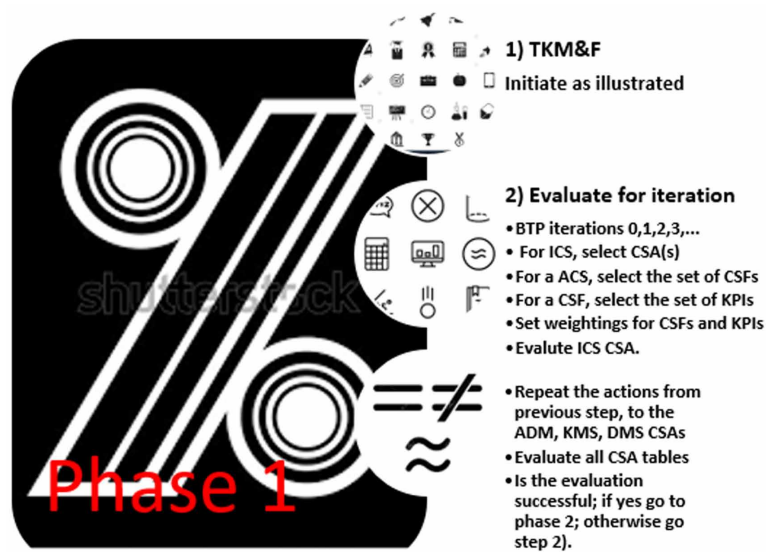 1) TKM&F
Initiate as illustrated
2) Evaluate for iteration
•BTP iterations 0,1,2,3,...
• For ICS, select CSA(s)
•For a ACS, select the set of CSFs
•For a CSF, select the set of KPIs
•Set weightings for CSFs and KPIs
•Evalute ICS CSA.
•Repeat the actions from
previous step, to the
ADM, KMS, DMS CSAs
•Evaluate all CSA tables
•Is the evaluation
successful; if yes go to
phase 2; otherwise go
step 2).
shutterstock
Phase 1